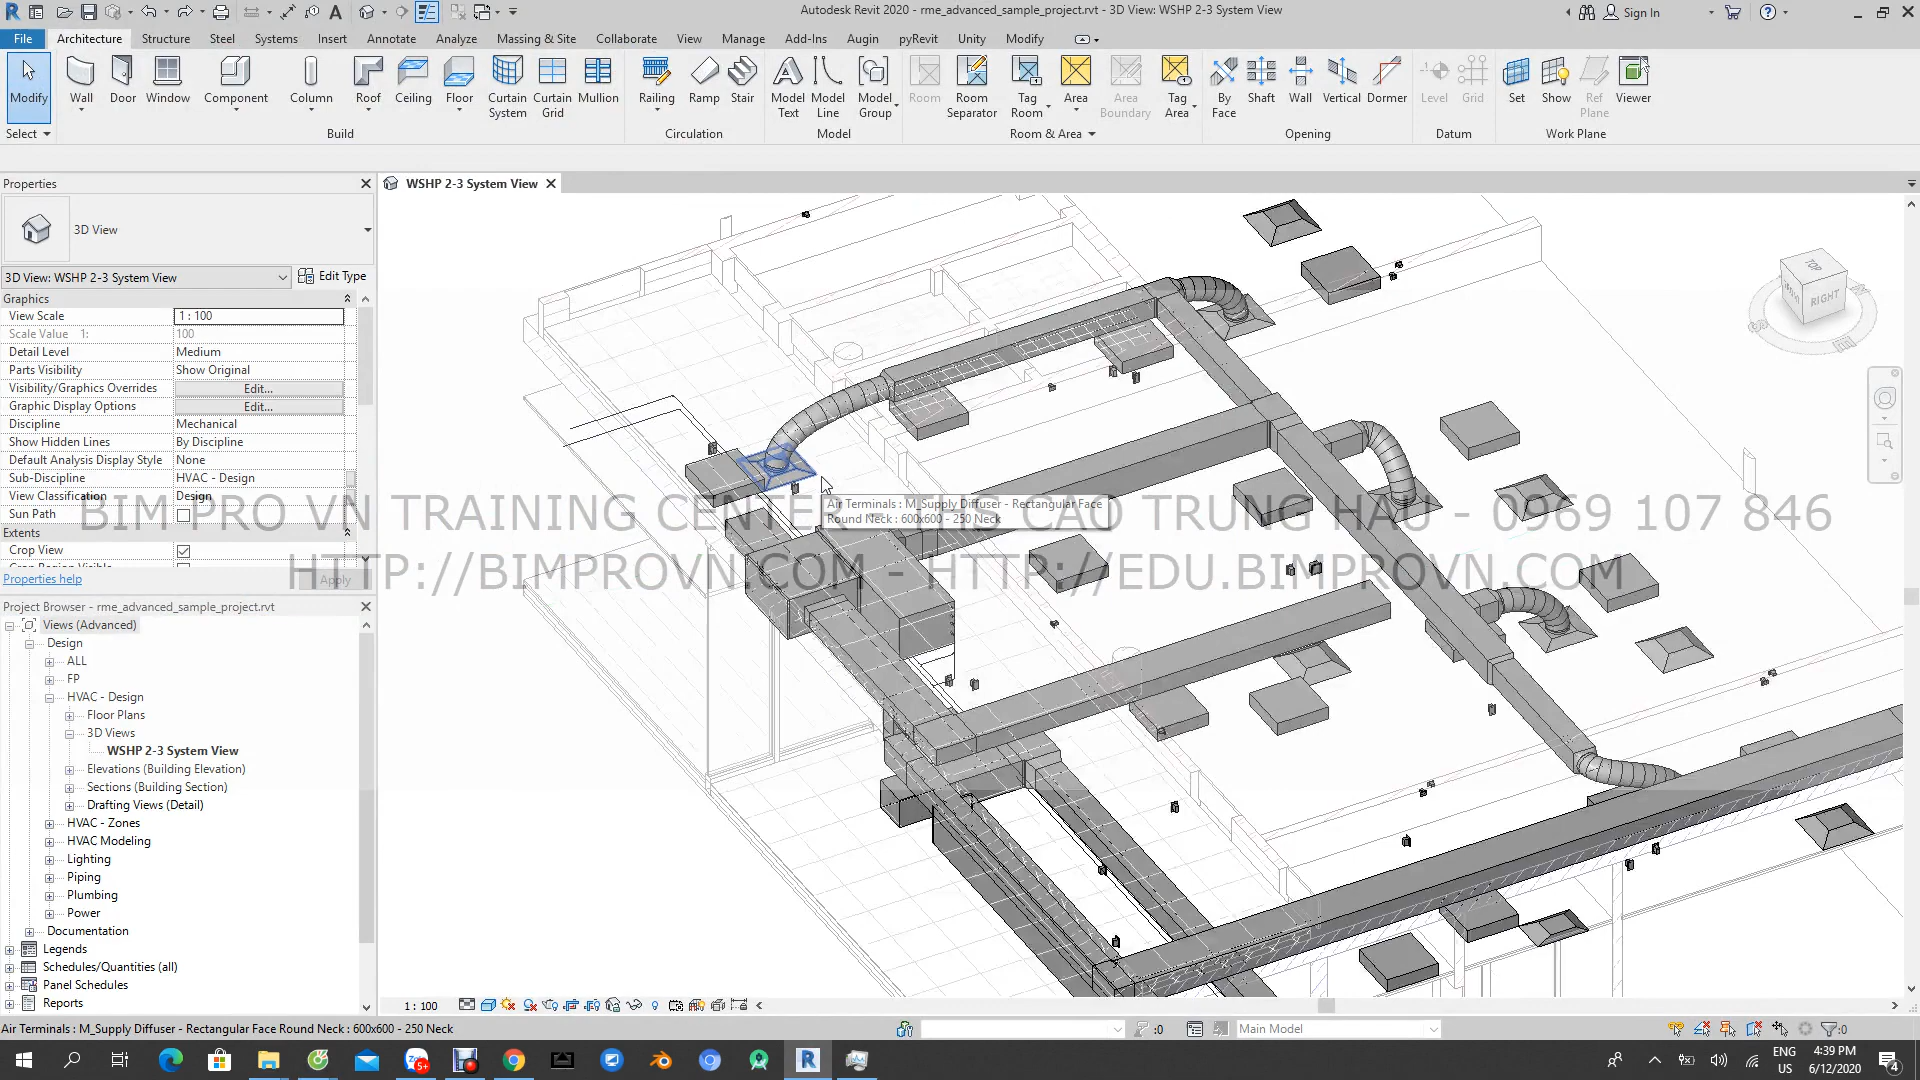 Autodesk Revit 2020 - rme_advanced_sample_project.rvt - 3D View: WSHP 2-3 System View
Sign In
File Architecture Structure Steel Systems Insert Annotate Analyze Massing & Site Collaborate View Manage Add-Ins Augin pyRevit Unity Modify
Modify Wall Door Window Component Column Roof Ceiling Floor Curtain System Curtain Grid Mullion Railing Ramp Stair Model Text Model Line Model Group Room Room Separator Tag Room Area Area Boundary Tag Area By Face Shaft Wall Vertical Dormer Level Grid Set Show Ref Plane Viewer
Select Build Circulation Model Room & Area Opening Datum Work Plane
Properties
WSHP 2-3 System View
3D View
3D View: WSHP 2-3 System View
Edit Type
Graphics
View Scale 1 : 100
Scale Value 1: 100
Detail Level Medium
Parts Visibility Show Original
Visibility/Graphics Overrides Edit...
Graphic Display Options Edit...
Discipline Mechanical
Show Hidden Lines By Discipline
Default Analysis Display Style None
Sub-Discipline HVAC - Design
View Classification Design
Sun Path
Extents
Crop View
Properties help
Apply
TOP
RIGHT
Air Terminals : M_Supply Diffuser - Rectangular Face
Round Neck : 600x600 - 250 Neck
BIM PRO VN TRAINING CENTER THS CAO TRUNG HAU - 0969 107 846
HTTP://BIMPROVN.COM - HTTP://EDU.BIMPROVN.COM
Project Browser - rme_advanced_sample_project.rvt
Views (Advanced)
Design
ALL
FP
HVAC - Design
Floor Plans
3D Views
WSHP 2-3 System View
Elevations (Building Elevation)
Sections (Building Section)
Drafting Views (Detail)
HVAC - Zones
HVAC Modeling
Lighting
Piping
Plumbing
Power
Documentation
Legends
Schedules/Quantities (all)
Panel Schedules
Reports
1 : 100
Air Terminals : M_Supply Diffuser - Rectangular Face Round Neck : 600x600 - 250 Neck
:0
Main Model
:0
5+
ENG
US
4:39 PM
6/12/2020
4